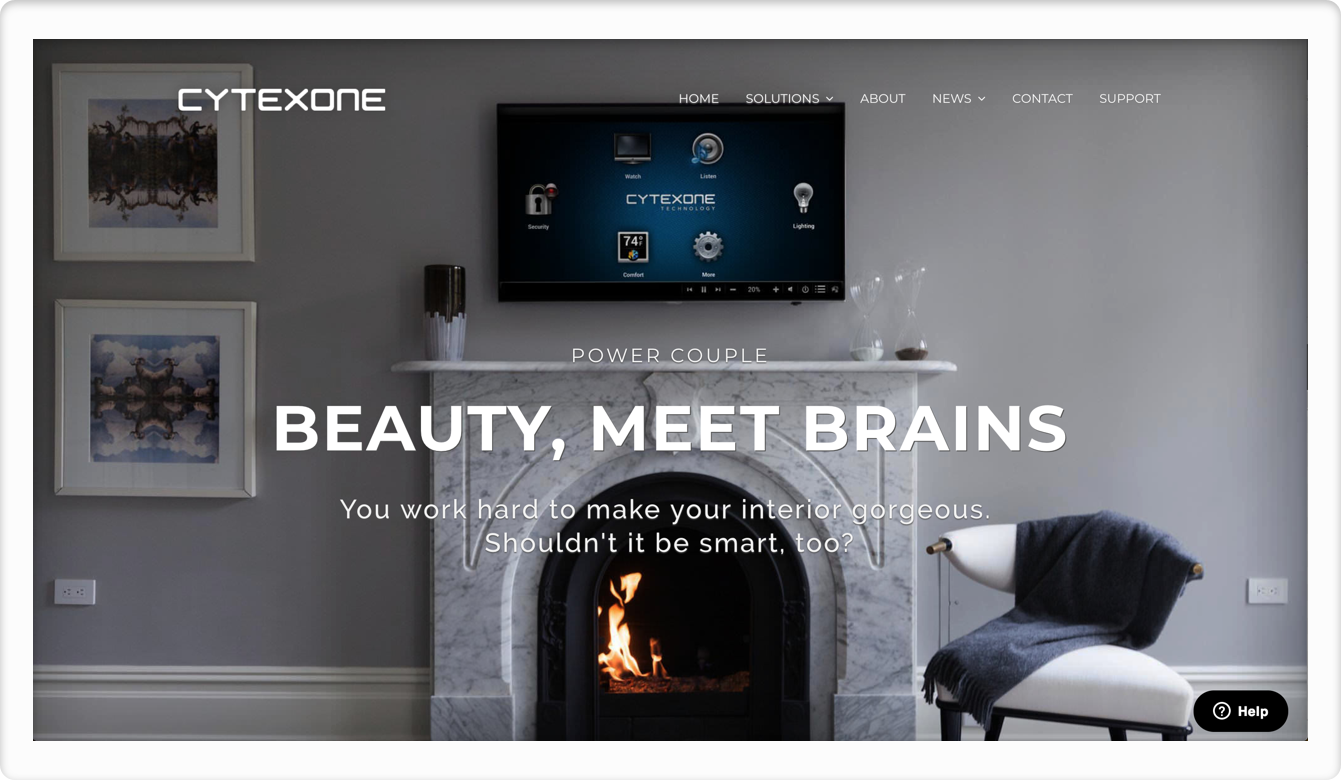 CYTEXONE
HOME SOLUTIONS ABOUT NEWS CONTACT SUPPORT
Watch Listen
CYTEXONE
TECHNOLOGY
Security Lighting
74°F
Comfort More
20%
POWER COUPLE
BEAUTY, MEET BRAINS
You work hard to make your interior gorgeous.
Shouldn't it be smart, too?
Help